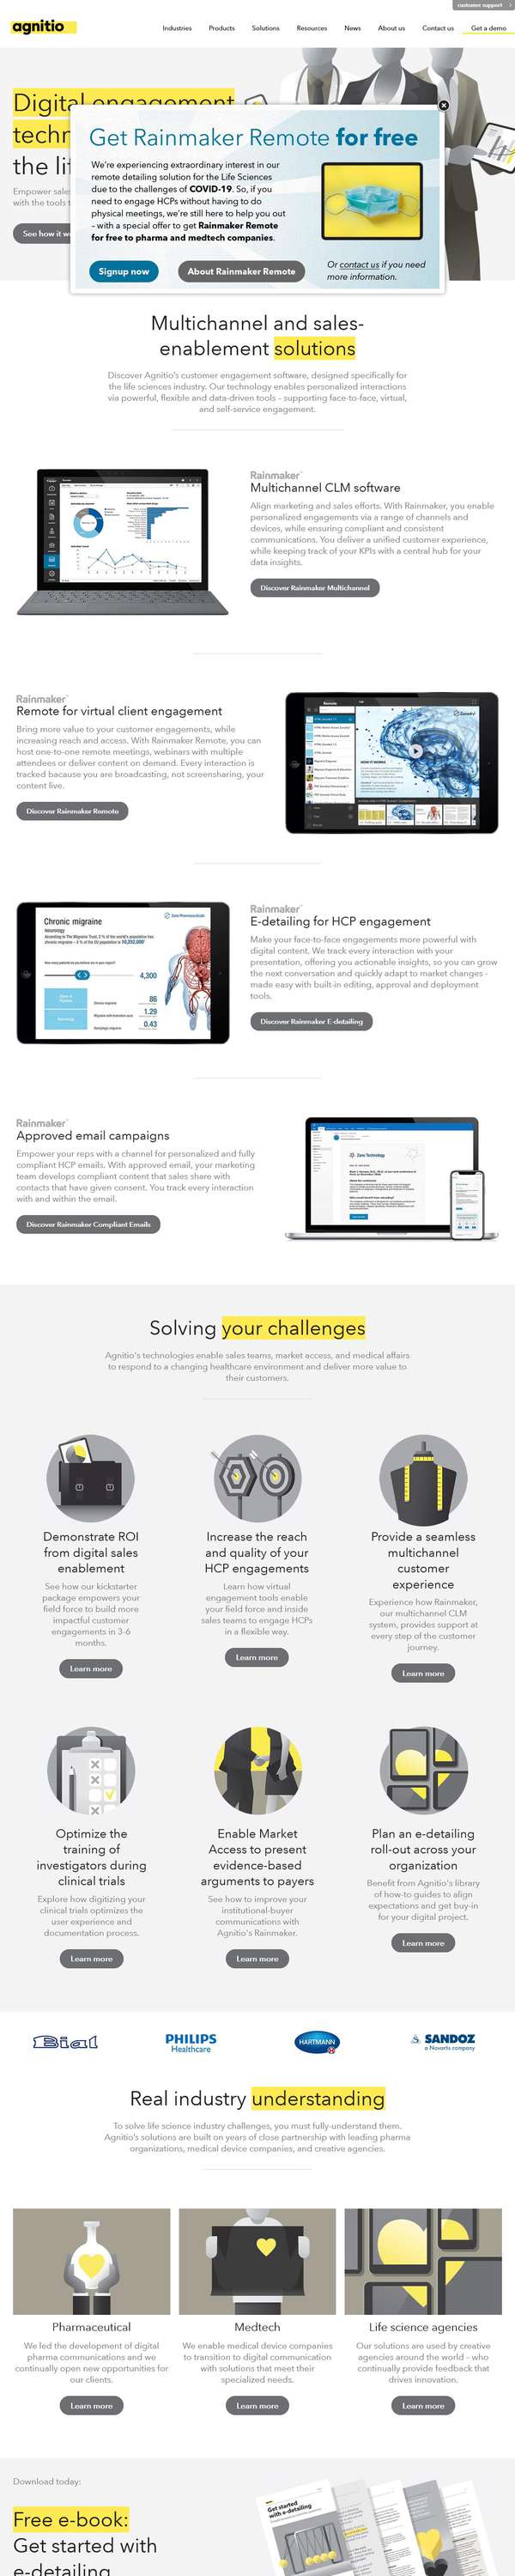 customer support
agnitio
Industries Products Solutions Resources News About us Contact us Get a demo
Digital engagement
techn
the lif
Empower sales
with the tools t
See how it w
Get Rainmaker Remote for free
We're experiencing extraordinary interest in our
remote detailing solution for the Life Sciences
due to the challenges of COVID-19. So, if you
need to engage HCPs without having to do
physical meetings, we're still here to help you out
- with a special offer to get Rainmaker Remote
for free to pharma and medtech companies.
Signup now
About Rainmaker Remote
Or contact us if you need
more information.
Multichannel and sales-
enablement solutions
Discover Agnitio's customer engagement software, designed specifically for
the life sciences industry. Our technology enables personalized interactions
via powerful, flexible and data-driven tools – supporting face-to-face, virtual,
and self-service engagement.
Rainmaker
Multichannel CLM software
Align marketing and sales efforts. With Rainmaker, you enable
personalized engagements via a range of channels and
devices, while ensuring compliant and consistent
communications. You deliver a unified customer experience,
while keeping track of your KPIs with a central hub for your
data insights.
Discover Rainmaker Multichannel
Rainmaker
Remote for virtual client engagement
Bring more value to your customer engagements, while
increasing reach and access. With Rainmaker Remote, you can
host one-to-one remote meetings, webinars with multiple
attendees or deliver content on demand. Every interaction is
tracked because you are broadcasting, not screensharing, your
content live.
Discover Rainmaker Remote
HOW IT WORKS
Chronic migraine
Neurology
Zane Pharmaceuticals
4,300
86
1.29
0.43
Rainmaker
E-detailing for HCP engagement
Make your face-to-face engagements more powerful with
digital content. We track every interaction with your
presentation, offering you actionable insights, so you can grow
the next conversation and quickly adapt to market changes -
made easy with built-in editing, approval and deployment
tools.
Discover Rainmaker E-detailing
Rainmaker
Approved email campaigns
Empower your reps with a channel for personalized and fully
compliant HCP emails. With approved email, your marketing
team develops compliant content that sales share with
contacts that have given consent. You track every interaction
with and within the email.
Discover Rainmaker Compliant Emails
Zane Technology
Solving your challenges
Agnitio's technologies enable sales teams, market access, and medical affairs
to respond to a changing healthcare environment and deliver more value to
their customers.
Demonstrate ROI
from digital sales
enablement
See how our kickstarter
package empowers your
field force to build more
impactful customer
engagements in 3-6
months.
Learn more
Increase the reach
and quality of your
HCP engagements
Learn how virtual
engagement tools enable
your field force and inside
sales teams to engage HCPs
in a flexible way.
Learn more
Provide a seamless
multichannel
customer
experience
Experience how Rainmaker,
our multichannel CLM
system, provides support at
every step of the customer
journey.
Learn more
Optimize the
training of
investigators during
clinical trials
Explore how digitizing your
clinical trials optimizes the
user experience and
documentation process.
Learn more
Enable Market
Access to present
evidence-based
arguments to payers
See how to improve your
institutional-buyer
communications with
Agnitio's Rainmaker.
Learn more
Plan an e-detailing
roll-out across your
organization
Benefit from Agnitio's library
of how-to guides to align
expectations and get buy-in
for your digital project.
Learn more
Bial
PHILIPS
Healthcare
HARTMANN
SANDOZ
a Novartis company
Real industry understanding
To solve life science industry challenges, you must fully-understand them.
Agnitio's solutions are built on years of close partnership with leading pharma
organizations, medical device companies, and creative agencies.
Pharmaceutical
We led the development of digital
pharma communications and we
continually open new opportunities for
our clients.
Learn more
Medtech
We enable medical device companies
to transition to digital communication
with solutions that meet their
specialized needs.
Learn more
Life science agencies
Our solutions are used by creative
agencies around the world – who
continually provide feedback that
drives innovation.
Learn more
Download today:
Free e-book:
Get started with
e-detailing
Get started
with e-detailing